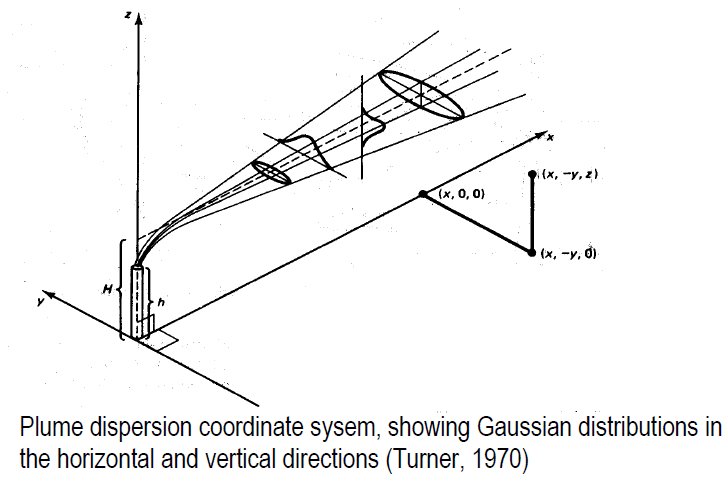 z
x
(x, 0, 0)
(x, -y, z)
(x, -y, 0)
H
h
y
Plume dispersion coordinate sysem, showing Gaussian distributions in
the horizontal and vertical directions (Turner, 1970)